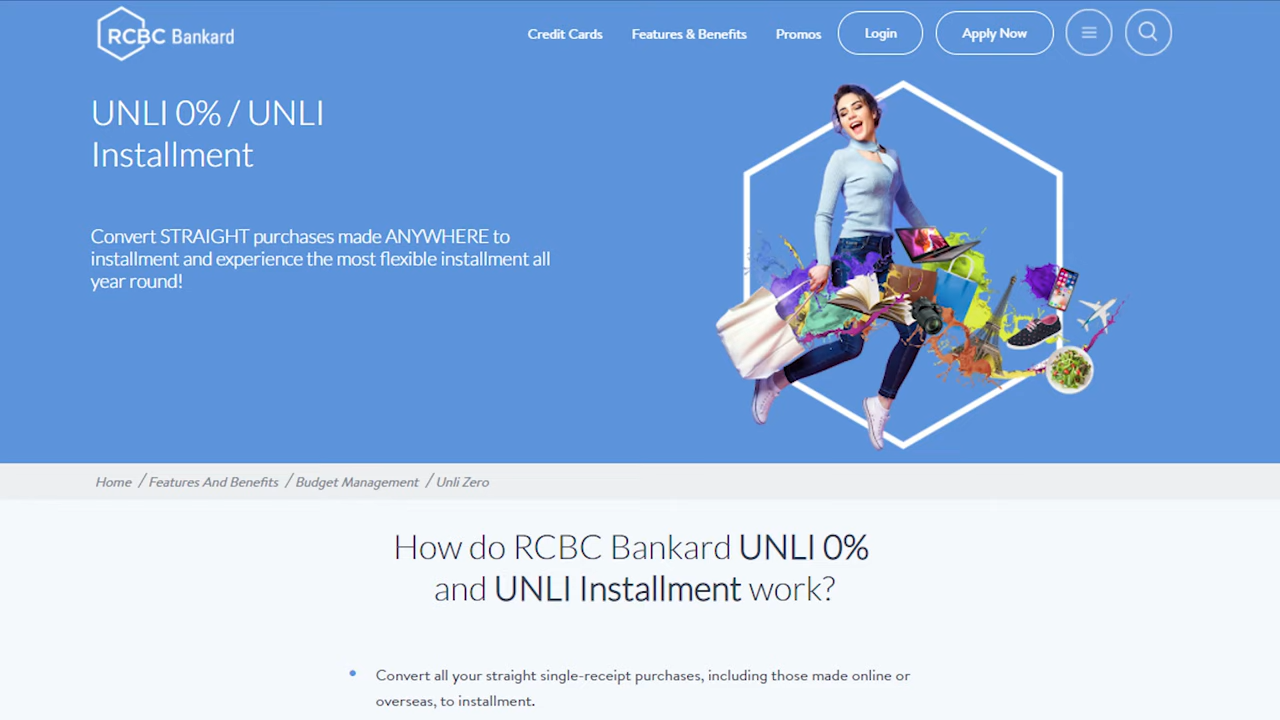 RCBC Bankard
Credit Cards
Features & Benefits
Promos
Login
Apply Now
UNLI 0% / UNLI
Installment
Convert STRAIGHT purchases made ANYWHERE to
installment and experience the most flexible installment all
year round!
Home / Features And Benefits / Budget Management / Unli Zero
How do RCBC Bankard UNLI 0%
and UNLI Installment work?
Convert all your straight single-receipt purchases, including those made online or
overseas, to installment.